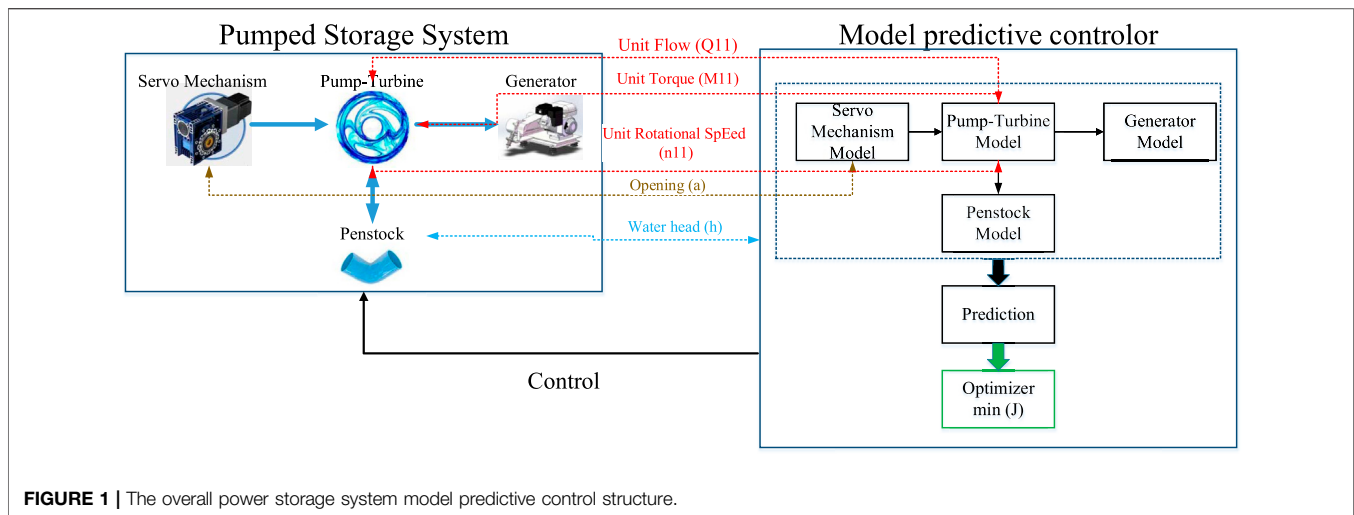 Pumped Storage System
Model predictive controlor
Servo Mechanism
Pump-Turbine
Generator
Penstock
Unit Flow (Q11)
Unit Torque (M11)
Unit Rotational SpEed
(n11)
Opening (a)
Water head (h)
Control
Servo
Mechanism
Model
Pump-Turbine
Model
Generator
Model
Penstock
Model
Prediction
Optimizer
min (J)
FIGURE 1 | The overall power storage system model predictive control structure.